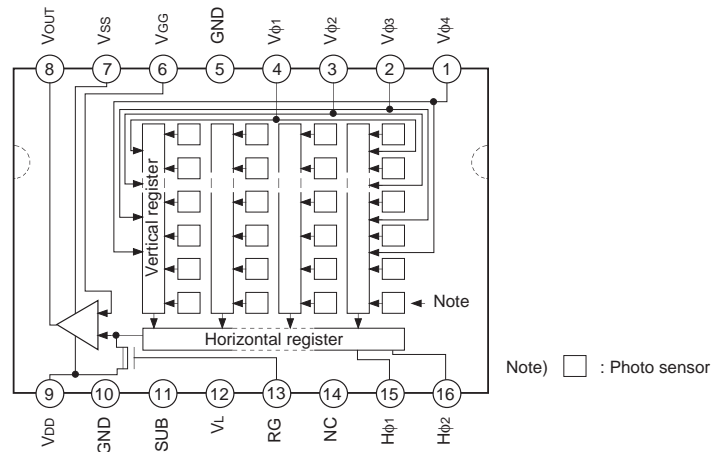 VOUT VSS VGG GND Vϕ1 Vϕ2 Vϕ3 Vϕ4
8 7 6 5 4 3 2 1
Vertical register
Note
Horizontal register
Note) : Photo sensor
9 10 11 12 13 14 15 16
VDD GND SUB VL RG NC Hϕ1 Hϕ2